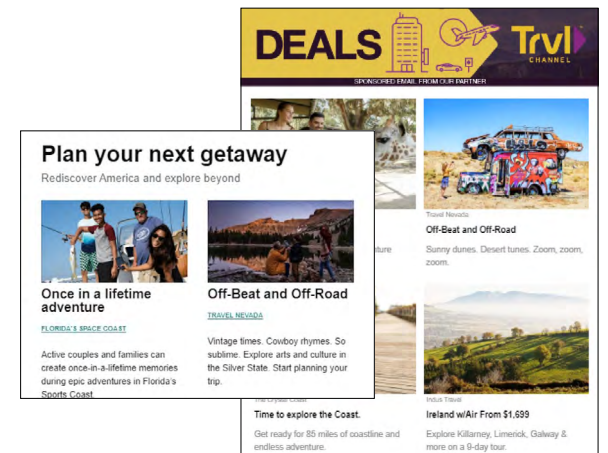 DEALS
Trvl
CHANNEL
SPONSORED EMAIL FROM OUR PARTNER
Plan your next getaway
Rediscover America and explore beyond
Once in a lifetime
adventure
FLORIDA'S SPACE COAST
Active couples and families can
create once-in-a-lifetime memories
during epic adventures in Florida's
Sports Coast.
Off-Beat and Off-Road
TRAVEL NEVADA
Vintage times. Cowboy rhymes. So
sublime. Explore arts and culture in
the Silver State. Start planning your
trip.
Travel Nevada
Off-Beat and Off-Road
Sunny dunes. Desert tunes. Zoom, zoom,
zoom.
The Crystal Coast
Time to explore the Coast.
Get ready for 85 miles of coastline and
endless adventure.
Indus Travel
Ireland w/Air From $1,699
Explore Killarney, Limerick, Galway &
more on a 9-day tour.